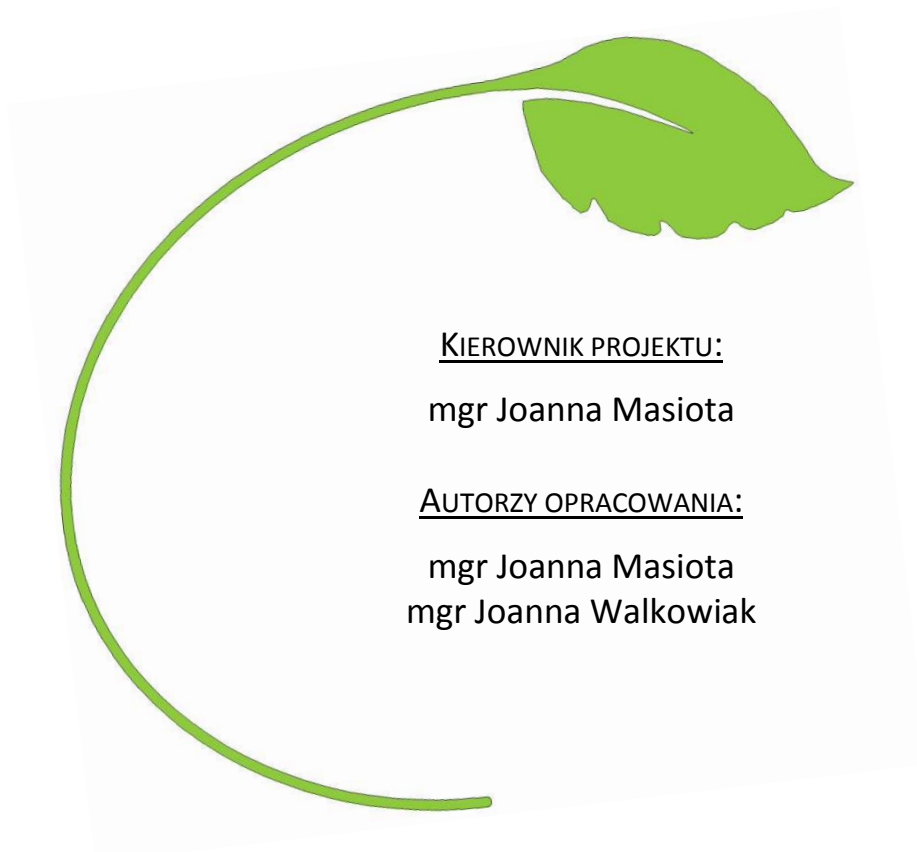 KIEROWNIK PROJEKTU:
mgr Joanna Masiota
AUTORZY OPRACOWANIA:
mgr Joanna Masiota
mgr Joanna Walkowiak